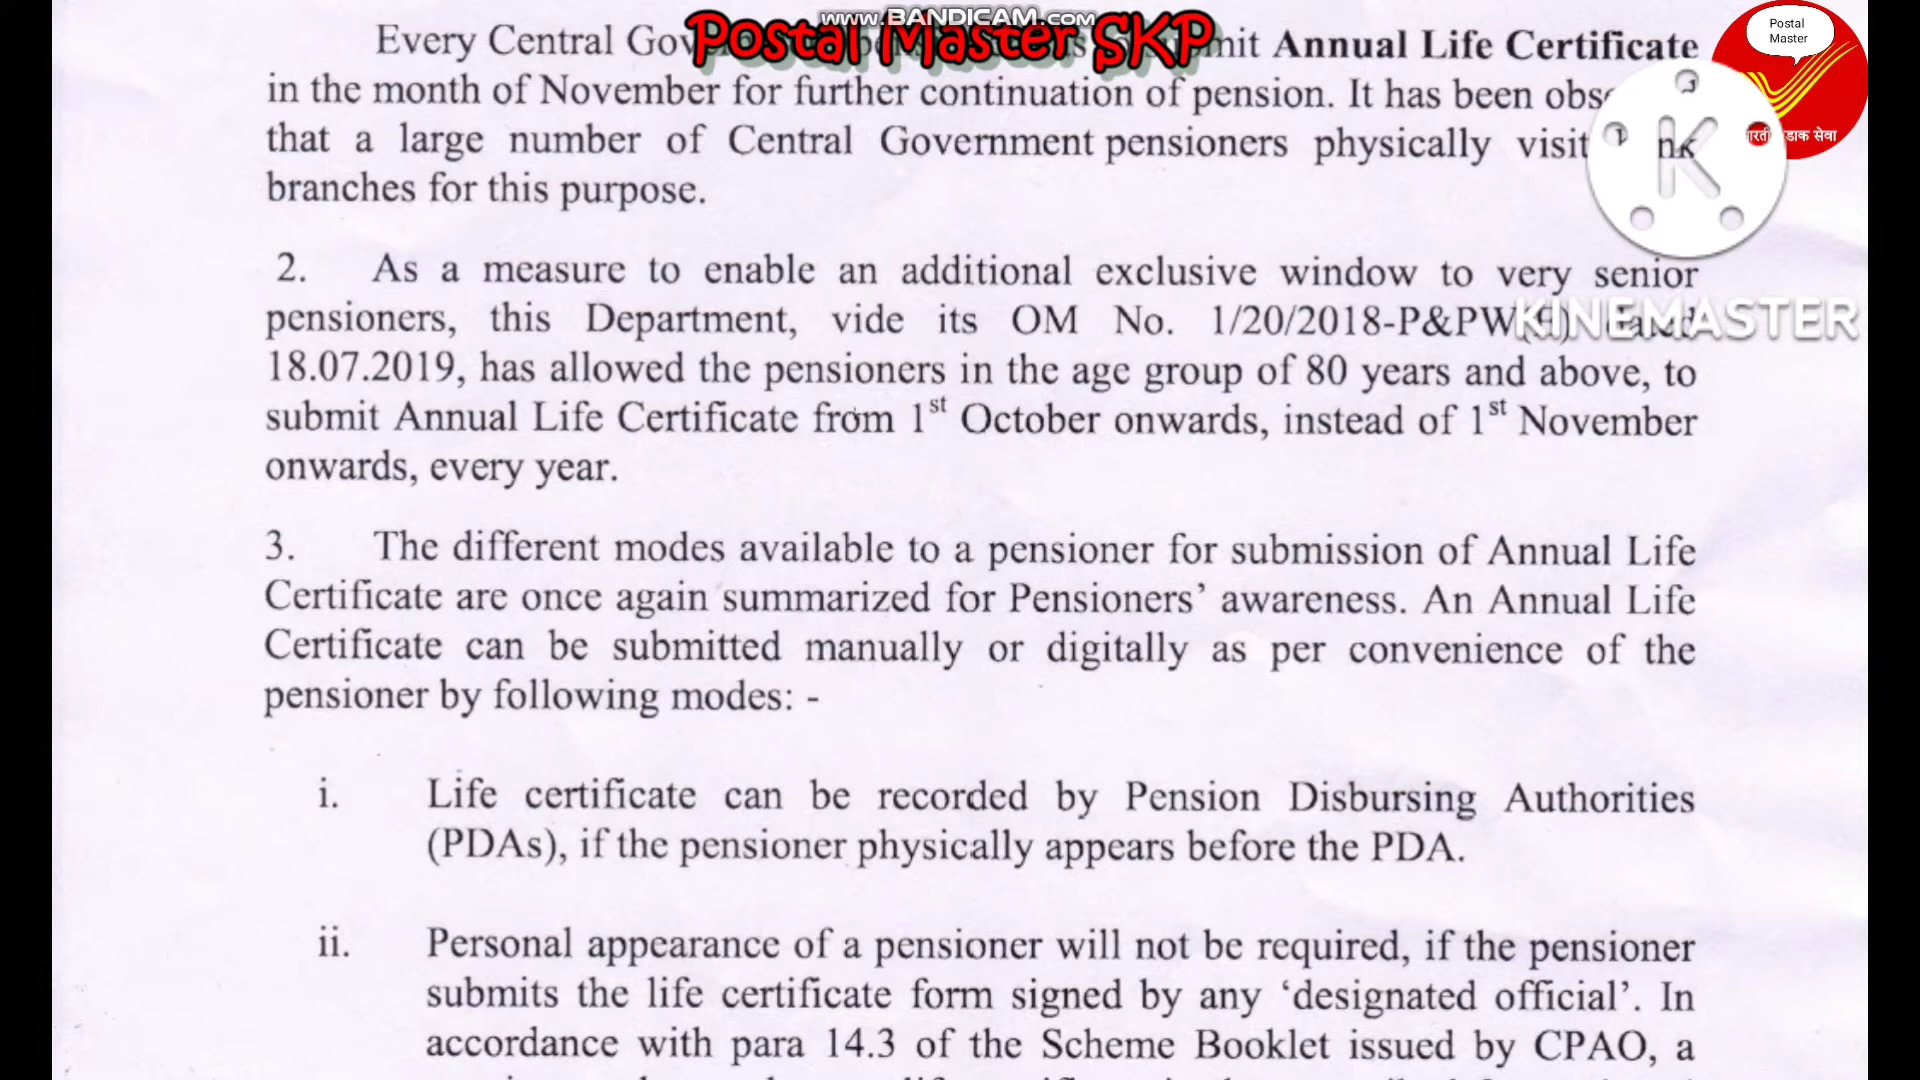 www.BANDICAM.com
Postal Master SKP
Postal
Master
Every Central Gov mit Annual Life Certificate
in the month of November for further continuation of pension. It has been obs
that a large number of Central Government pensioners physically visit
branches for this purpose.
डाक सेवा
2. As a measure to enable an additional exclusive window to very senior
pensioners, this Department, vide its OM No. 1/20/2018-P&PW(E) dated
KINEMASTER
18.07.2019, has allowed the pensioners in the age group of 80 years and above, to
submit Annual Life Certificate from 1st October onwards, instead of 1st November
onwards, every year.
3. The different modes available to a pensioner for submission of Annual Life
Certificate are once again summarized for Pensioners’ awareness. An Annual Life
Certificate can be submitted manually or digitally as per convenience of the
pensioner by following modes: -
i. Life certificate can be recorded by Pension Disbursing Authorities
(PDAs), if the pensioner physically appears before the PDA.
ii. Personal appearance of a pensioner will not be required, if the pensioner
submits the life certificate form signed by any ‘designated official’. In
accordance with para 14.3 of the Scheme Booklet issued by CPAO, a